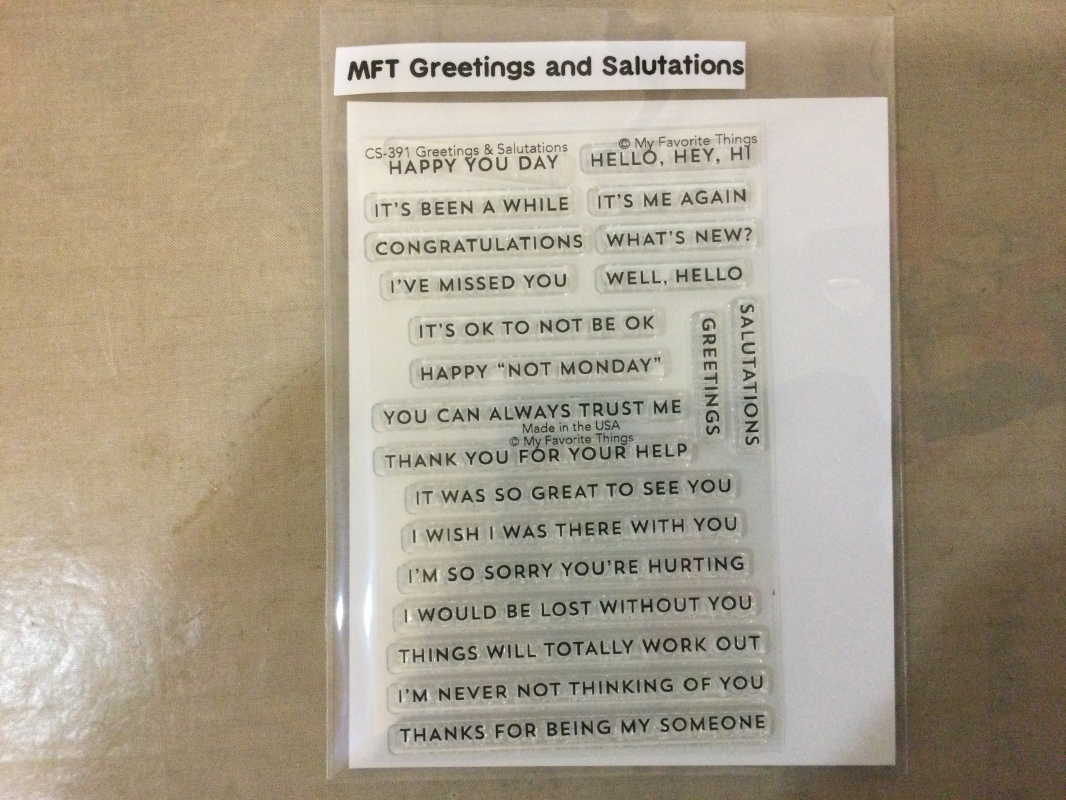 MFT Greetings and Salutations
CS-391 Greetings & Salutations
© My Favorite Things
HAPPY YOU DAY
HELLO, HEY, HI
IT'S BEEN A WHILE
IT'S ME AGAIN
CONGRATULATIONS
WHAT'S NEW?
I'VE MISSED YOU
WELL, HELLO
IT'S OK TO NOT BE OK
GREETINGS
SALUTATIONS
HAPPY “NOT MONDAY”
YOU CAN ALWAYS TRUST ME
Made in the USA
© My Favorite Things
THANK YOU FOR YOUR HELP
IT WAS SO GREAT TO SEE YOU
I WISH I WAS THERE WITH YOU
I'M SO SORRY YOU'RE HURTING
I WOULD BE LOST WITHOUT YOU
THINGS WILL TOTALLY WORK OUT
I'M NEVER NOT THINKING OF YOU
THANKS FOR BEING MY SOMEONE